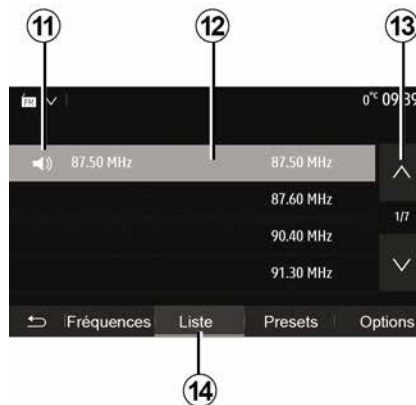 11 12 13
FM 0°C 09:39
87.50 MHz 87.50 MHz
87.60 MHz
1/7
90.40 MHz
91.30 MHz
Fréquences Liste Presets Options
14